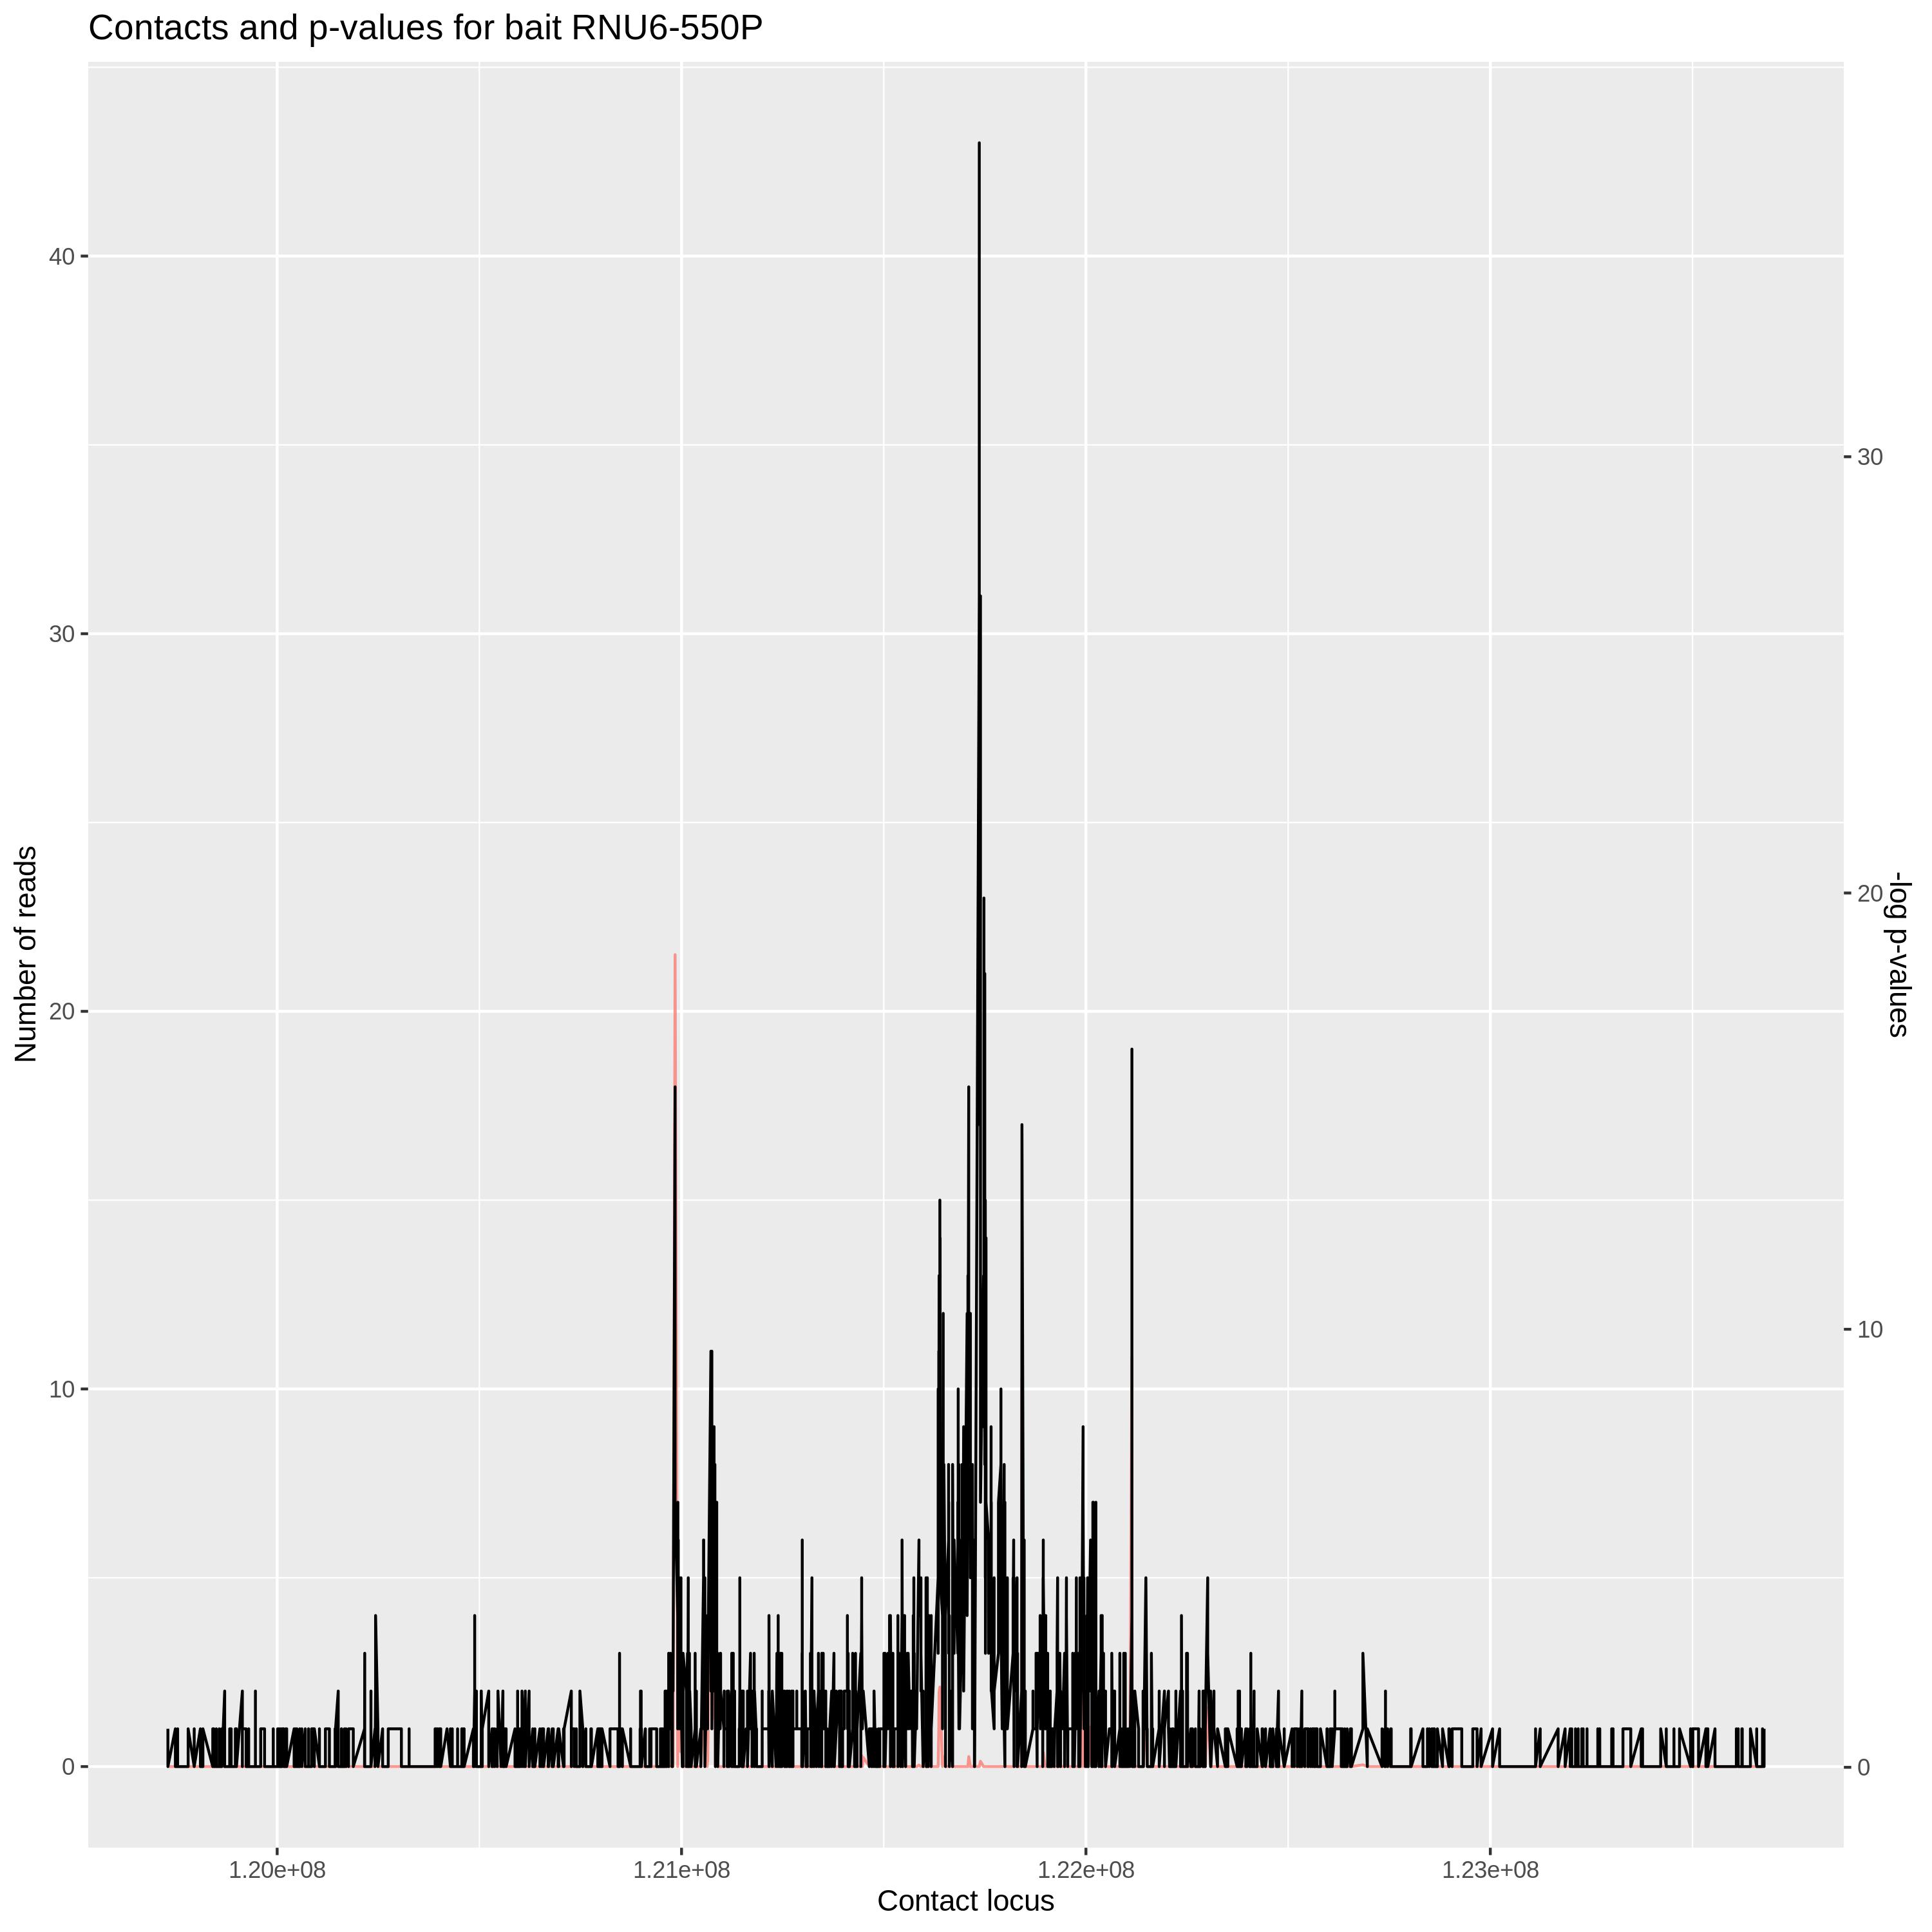 Contacts and p-values for bait RNU6-550P
40
30
20
10
0
Number of reads
30
20
10
0
-log p-values
1.20e+08
1.21e+08
1.22e+08
1.23e+08
Contact locus